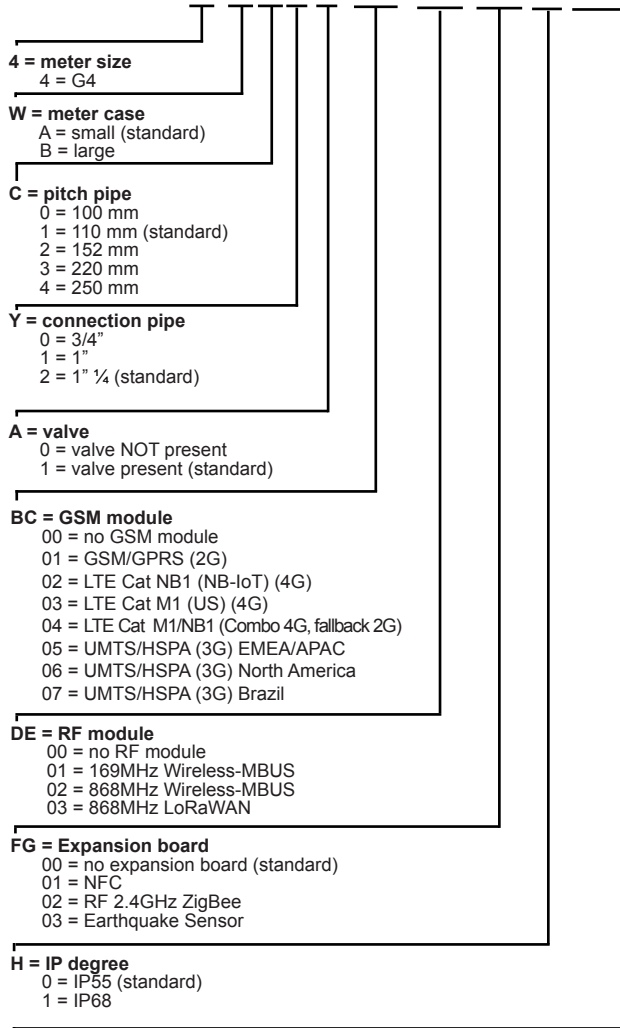 4 = meter size
4 = G4
W = meter case
A = small (standard)
B = large
C = pitch pipe
0 = 100 mm
1 = 110 mm (standard)
2 = 152 mm
3 = 220 mm
4 = 250 mm
Y = connection pipe
0 = 3/4”
1 = 1”
2 = 1” ¼ (standard)
A = valve
0 = valve NOT present
1 = valve present (standard)
BC = GSM module
00 = no GSM module
01 = GSM/GPRS (2G)
02 = LTE Cat NB1 (NB-IoT) (4G)
03 = LTE Cat M1 (US) (4G)
04 = LTE Cat M1/NB1 (Combo 4G, fallback 2G)
05 = UMTS/HSPA (3G) EMEA/APAC
06 = UMTS/HSPA (3G) North America
07 = UMTS/HSPA (3G) Brazil
DE = RF module
00 = no RF module
01 = 169MHz Wireless-MBUS
02 = 868MHz Wireless-MBUS
03 = 868MHz LoRaWAN
FG = Expansion board
00 = no expansion board (standard)
01 = NFC
02 = RF 2.4GHz ZigBee
03 = Earthquake Sensor
H = IP degree
0 = IP55 (standard)
1 = IP68